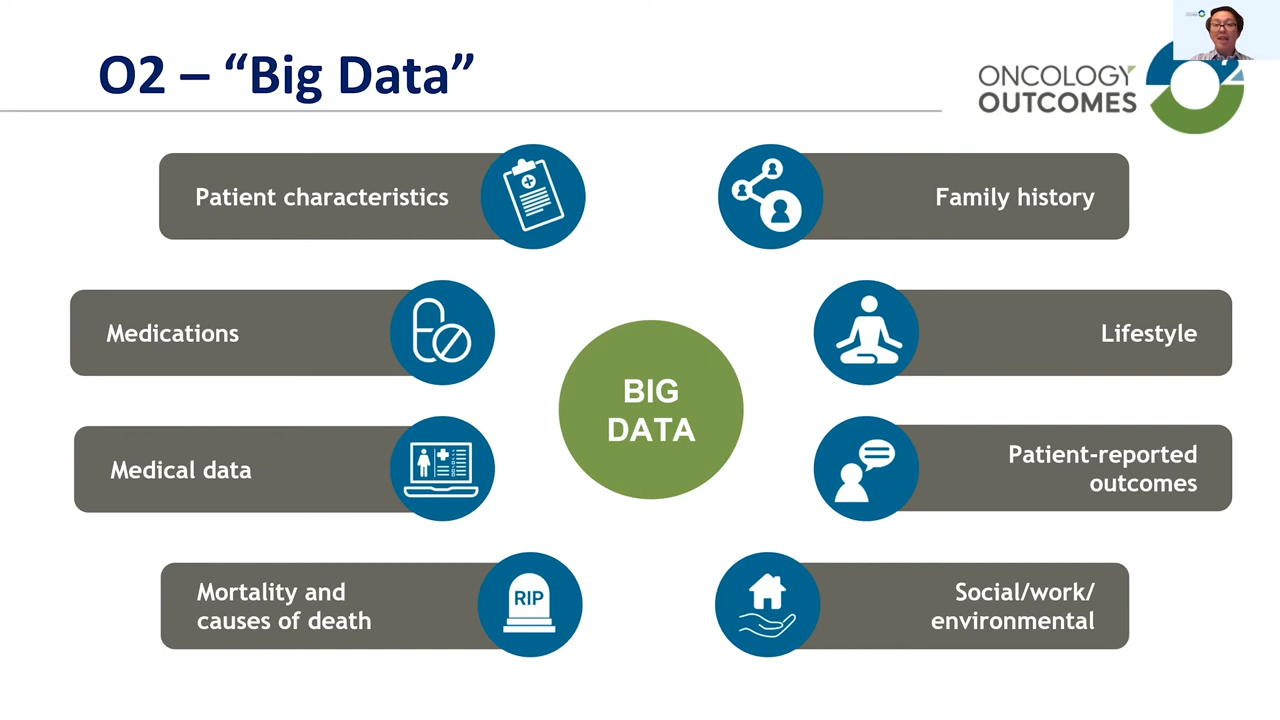 O2 – “Big Data”
ONCOLOGY
OUTCOMES
2
Patient characteristics
Family history
Medications
Lifestyle
BIG
DATA
Medical data
Patient-reported
outcomes
Mortality and
causes of death
RIP
Social/work/
environmental